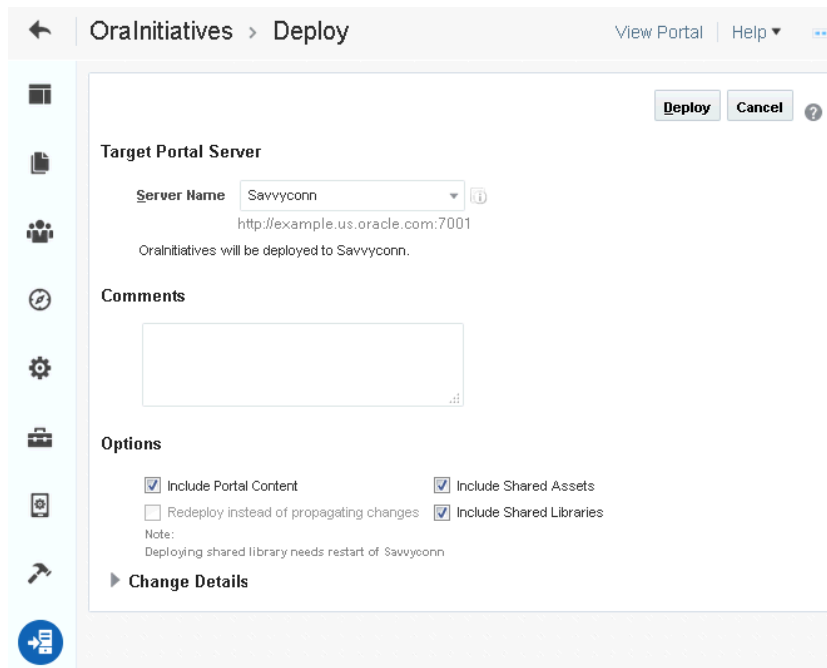 OraInitiatives > Deploy
View Portal
Help
Deploy
Cancel
Target Portal Server
Server Name
Savvyconn
http://example.us.oracle.com:7001
OraInitiatives will be deployed to Savvyconn.
Comments
Options
Include Portal Content
Include Shared Assets
Redeploy instead of propagating changes
Include Shared Libraries
Note:
Deploying shared library needs restart of Savvyconn
Change Details